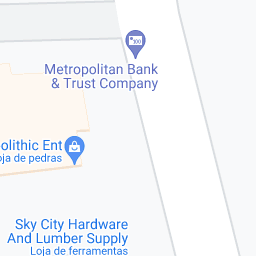 Metropolitan Bank
& Trust Company
olithic Ent
oja de pedras
Sky City Hardware
And Lumber Supply
Loja de ferramentas